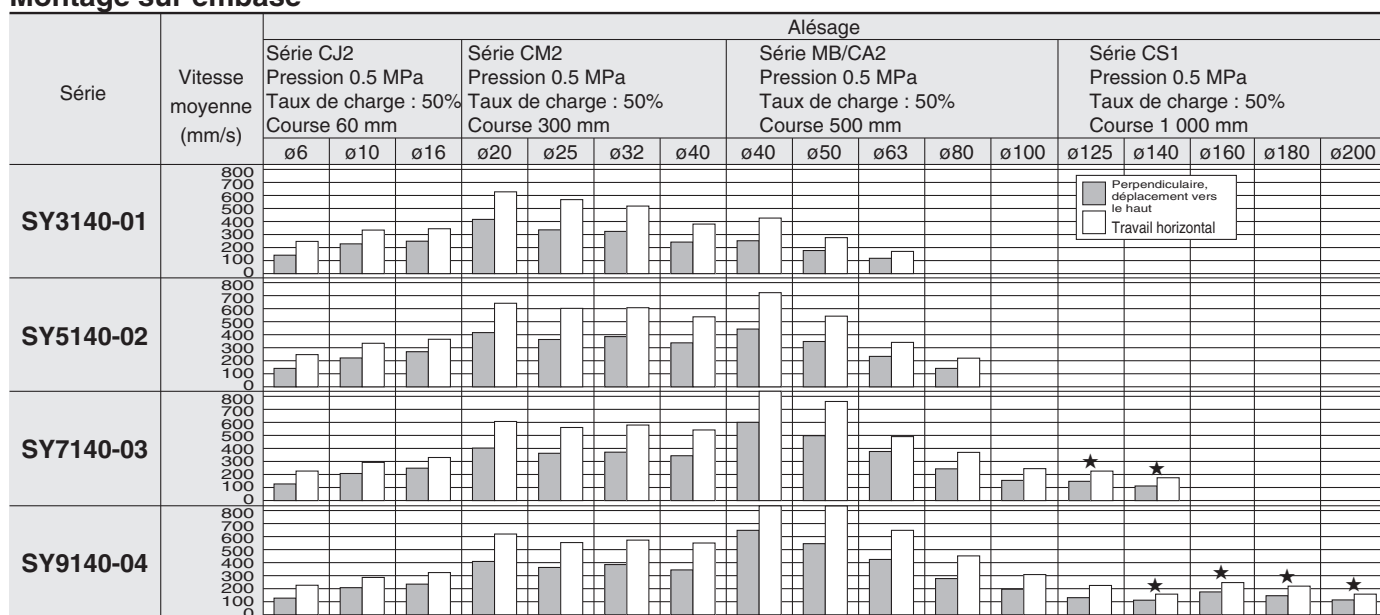 Montage sur embase
Série
Vitesse
moyenne
(mm/s)
Alésage
Série CJ2
Pression 0.5 MPa
Taux de charge : 50%
Course 60 mm
Série CM2
Pression 0.5 MPa
Taux de charge : 50%
Course 300 mm
Série MB/CA2
Pression 0.5 MPa
Taux de charge : 50%
Course 500 mm
Série CS1
Pression 0.5 MPa
Taux de charge : 50%
Course 1 000 mm
ø6 ø10 ø16 ø20 ø25 ø32 ø40 ø40 ø50 ø63 ø80 ø100 ø125 ø140 ø160 ø180 ø200
SY3140-01
800
700
600
500
400
300
200
100
0
Perpendiculaire,
déplacement vers
le haut
Travail horizontal
SY5140-02
800
700
600
500
400
300
200
100
0
SY7140-03
800
700
600
500
400
300
200
100
0
★ ★
SY9140-04
800
700
600
500
400
300
200
100
0
★ ★ ★ ★